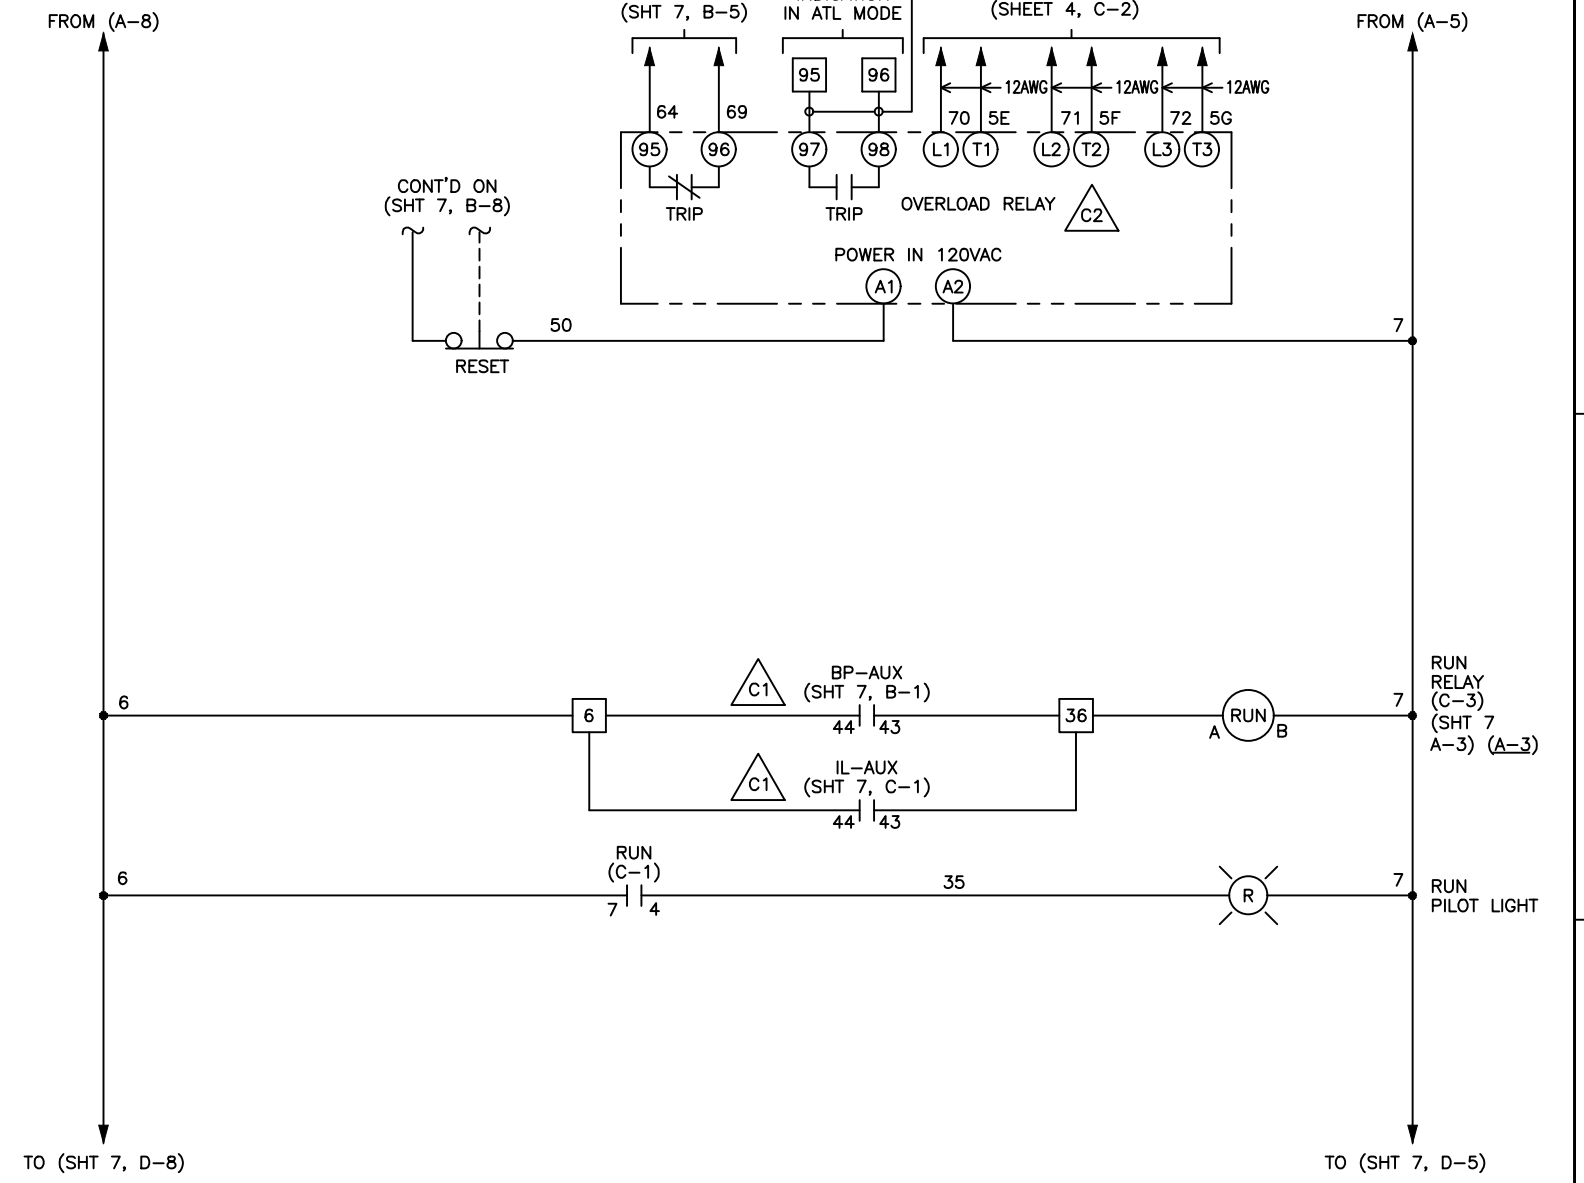 FROM (A-8)
(SHT 7, B-5)
IN ATL MODE
(SHEET 4, C-2)
FROM (A-5)
95
96
12AWG
12AWG
12AWG
64
69
70
5E
71
5F
72
5G
95
96
97
98
L1
T1
L2
T2
L3
T3
TRIP
TRIP
OVERLOAD RELAY
C2
CONT'D ON
(SHT 7, B-8)
POWER IN 120VAC
A1
A2
50
7
RESET
6
6
C1
BP-AUX
(SHT 7, B-1)
44
43
36
A
RUN
B
7
RUN
RELAY
(C-3)
(SHT 7
A-3) (A-3)
C1
IL-AUX
(SHT 7, C-1)
44
43
6
RUN
(C-1)
7
4
35
R
7
RUN
PILOT LIGHT
TO (SHT 7, D-8)
TO (SHT 7, D-5)